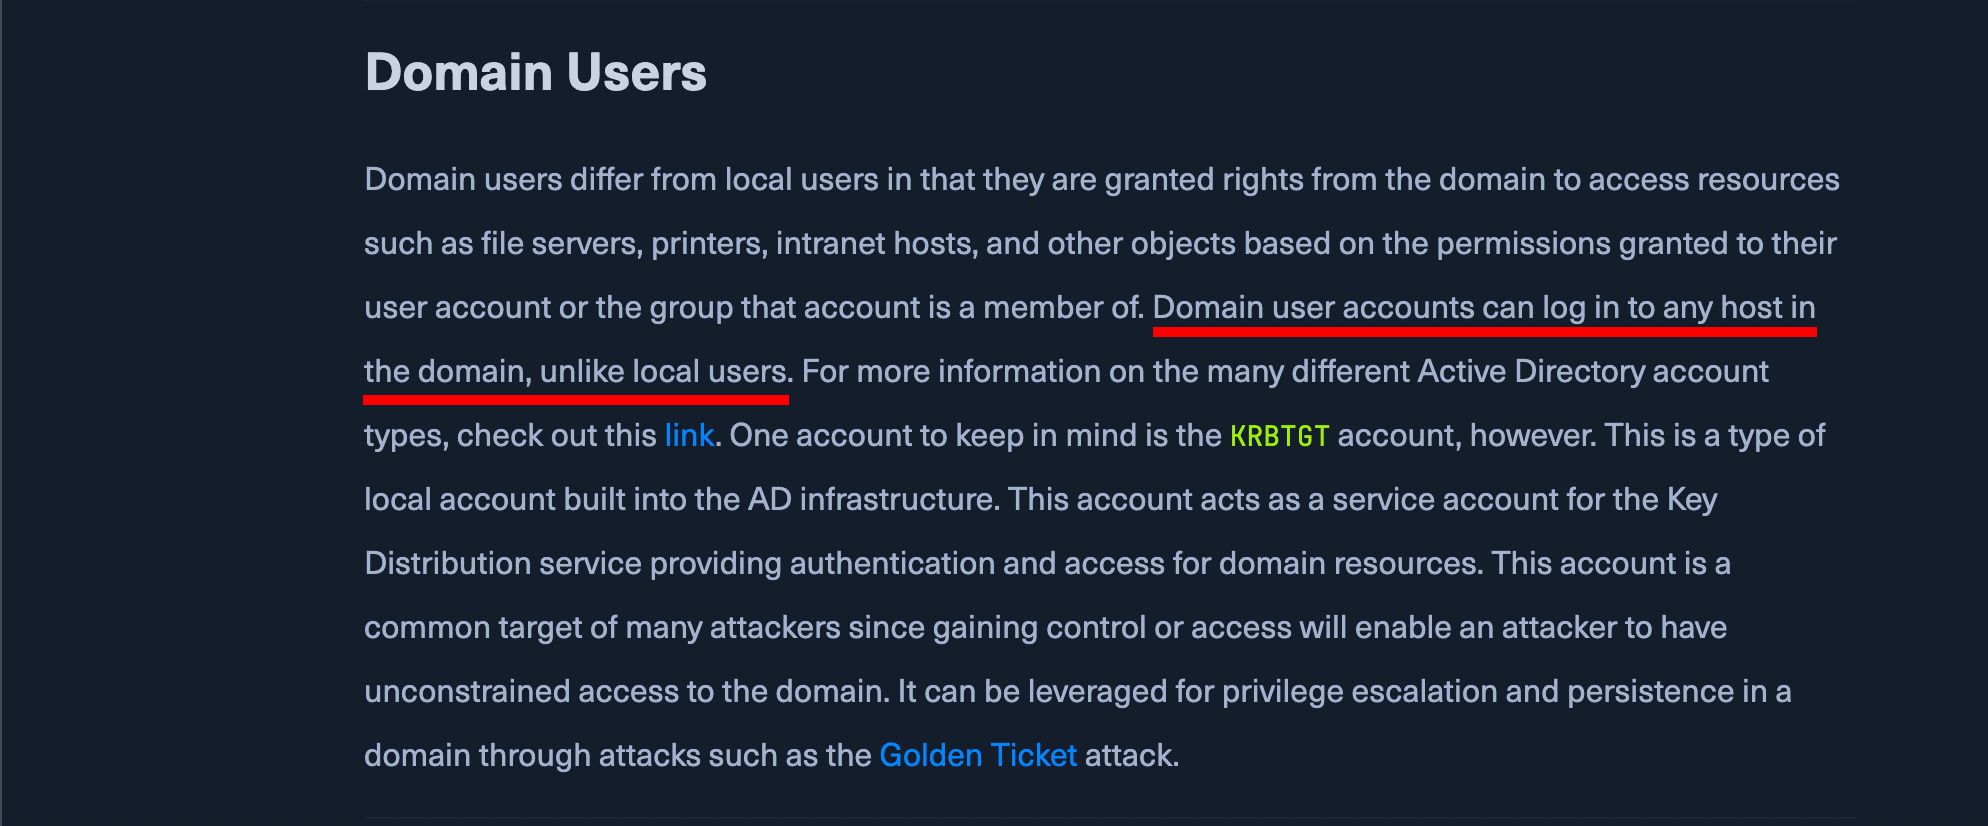 Domain Users
Domain users differ from local users in that they are granted rights from the domain to access resources
such as file servers, printers, intranet hosts, and other objects based on the permissions granted to their
user account or the group that account is a member of. Domain user accounts can log in to any host in
the domain, unlike local users. For more information on the many different Active Directory account
types, check out this link. One account to keep in mind is the KRBTGT account, however. This is a type of
local account built into the AD infrastructure. This account acts as a service account for the Key
Distribution service providing authentication and access for domain resources. This account is a
common target of many attackers since gaining control or access will enable an attacker to have
unconstrained access to the domain. It can be leveraged for privilege escalation and persistence in a
domain through attacks such as the Golden Ticket attack.